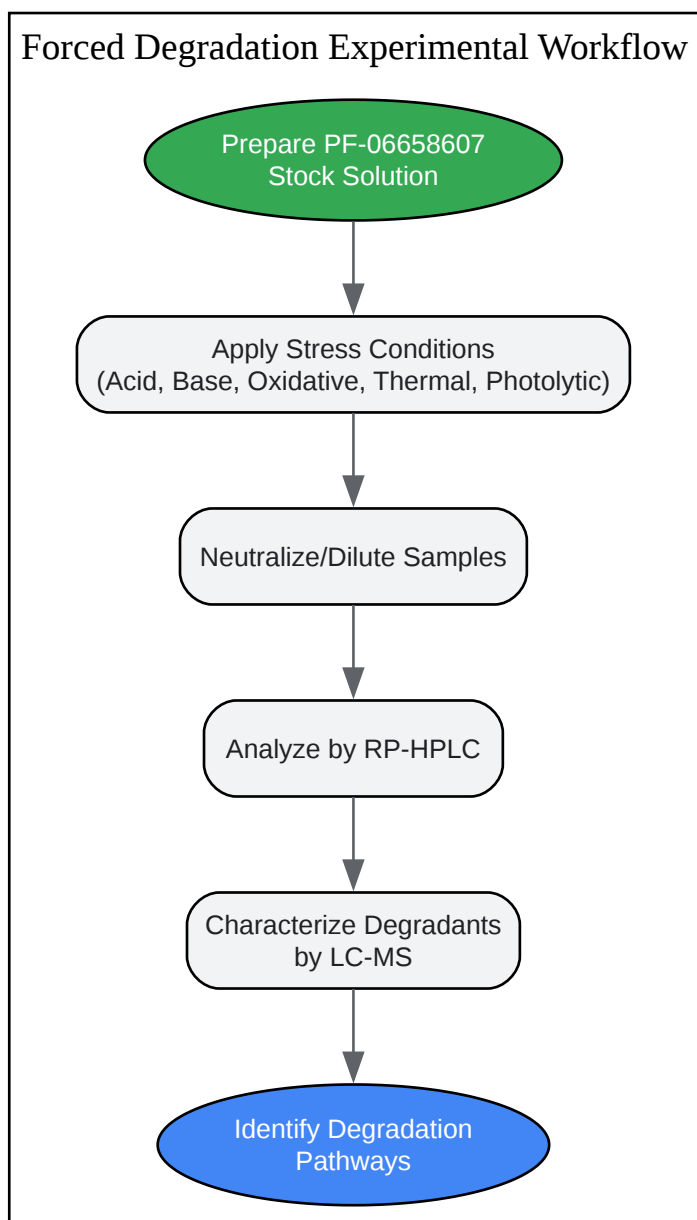 Forced Degradation Experimental Workflow
Prepare PF-06658607
Stock Solution
Apply Stress Conditions
(Acid, Base, Oxidative, Thermal, Photolytic)
Neutralize/Dilute Samples
Analyze by RP-HPLC
Characterize Degradants
by LC-MS
Identify Degradation
Pathways